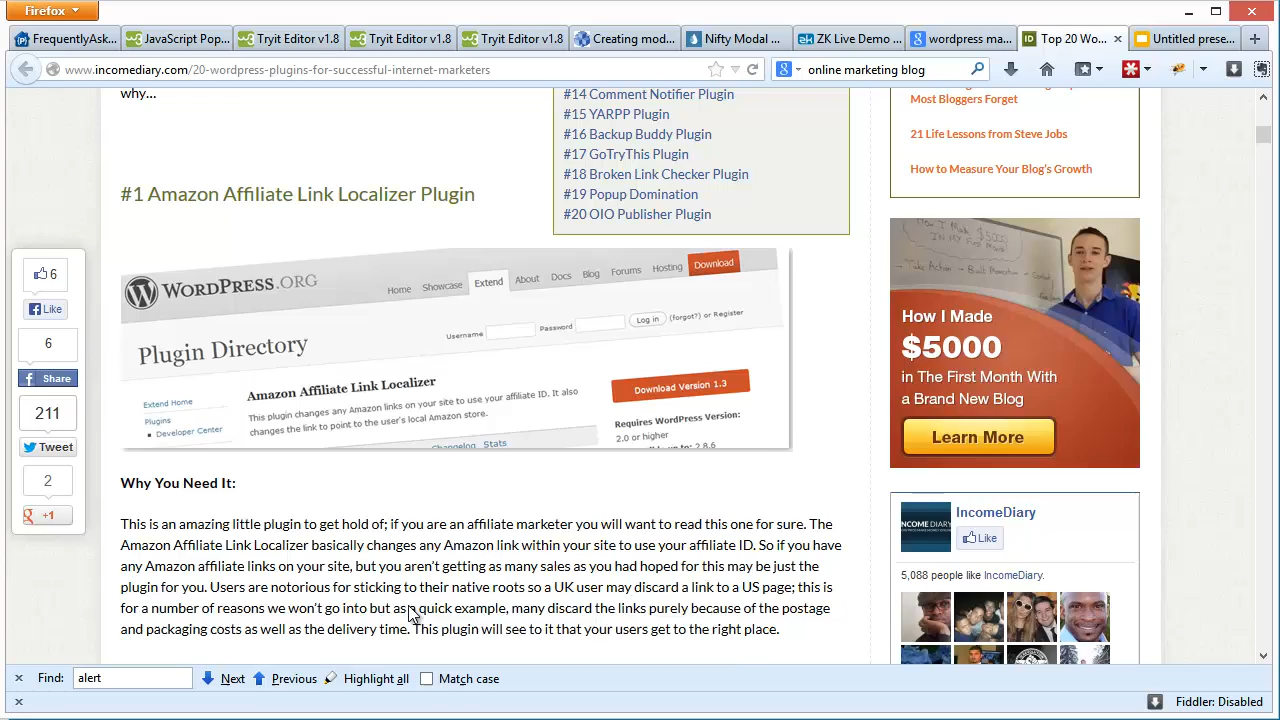 Firefox
FrequentlyAsk...
JavaScript Pop...
Tryit Editor v1.8
Tryit Editor v1.8
Tryit Editor v1.8
Creating mod...
Nifty Modal ...
ZK Live Demo ...
wordpress ma...
Top 20 Wo...
Untitled prese...
www.incomediary.com/20-wordpress-plugins-for-successful-internet-marketers
online marketing blog
why...
#14 Comment Notifier Plugin
#15 YARPP Plugin
#16 Backup Buddy Plugin
#17 GoTryThis Plugin
#18 Broken Link Checker Plugin
#19 Popup Domination
#20 OIO Publisher Plugin
#1 Amazon Affiliate Link Localizer Plugin
WORDPRESS.ORG
Home Showcase Extend About Docs Blog Forums Hosting Download
Username Password Log in (forgot?) or Register
Plugin Directory
Extend Home
Plugins
Developer Center
Amazon Affiliate Link Localizer
This plugin changes any Amazon links on your site to use your affiliate ID. It also
changes the link to point to the user's local Amazon store.
Changelog Stats
Download Version 1.3
Requires WordPress Version:
2.0 or higher
2.8.6
Why You Need It:
This is an amazing little plugin to get hold of; if you are an affiliate marketer you will want to read this one for sure. The
Amazon Affiliate Link Localizer basically changes any Amazon link within your site to use your affiliate ID. So if you have
any Amazon affiliate links on your site, but you aren't getting as many sales as you had hoped for this may be just the
plugin for you. Users are notorious for sticking to their native roots so a UK user may discard a link to a US page; this is
for a number of reasons we won't go into but as a quick example, many discard the links purely because of the postage
and packaging costs as well as the delivery time. This plugin will see to it that your users get to the right place.
6
Like
6
Share
211
Tweet
2
+1
Most Bloggers Forget
21 Life Lessons from Steve Jobs
How to Measure Your Blog's Growth
How I Made
$5000
in The First Month With
a Brand New Blog
Learn More
INCOME DIARY
IncomeDiary
Like
5,088 people like IncomeDiary.
Find: alert Next Previous Highlight all Match case
Fiddler: Disabled